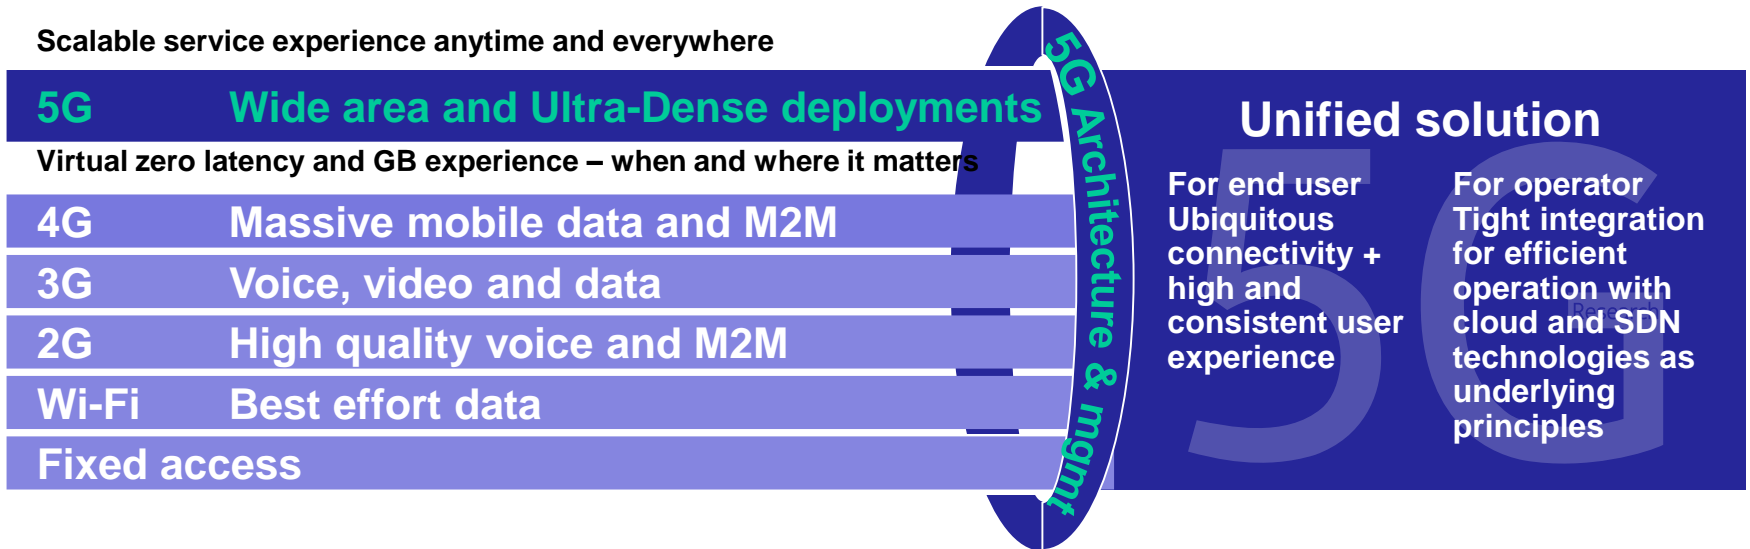 Scalable service experience anytime and everywhere
5G Wide area and Ultra-Dense deployments
Virtual zero latency and GB experience – when and where it matters
4G Massive mobile data and M2M
3G Voice, video and data
2G High quality voice and M2M
Wi-Fi Best effort data
Fixed access
5G Architecture & mgmt
Unified solution
For end user
Ubiquitous
connectivity +
high and
consistent user
experience
For operator
Tight integration
for efficient
operation with
cloud and SDN
technologies as
underlying
principles
5G
Research